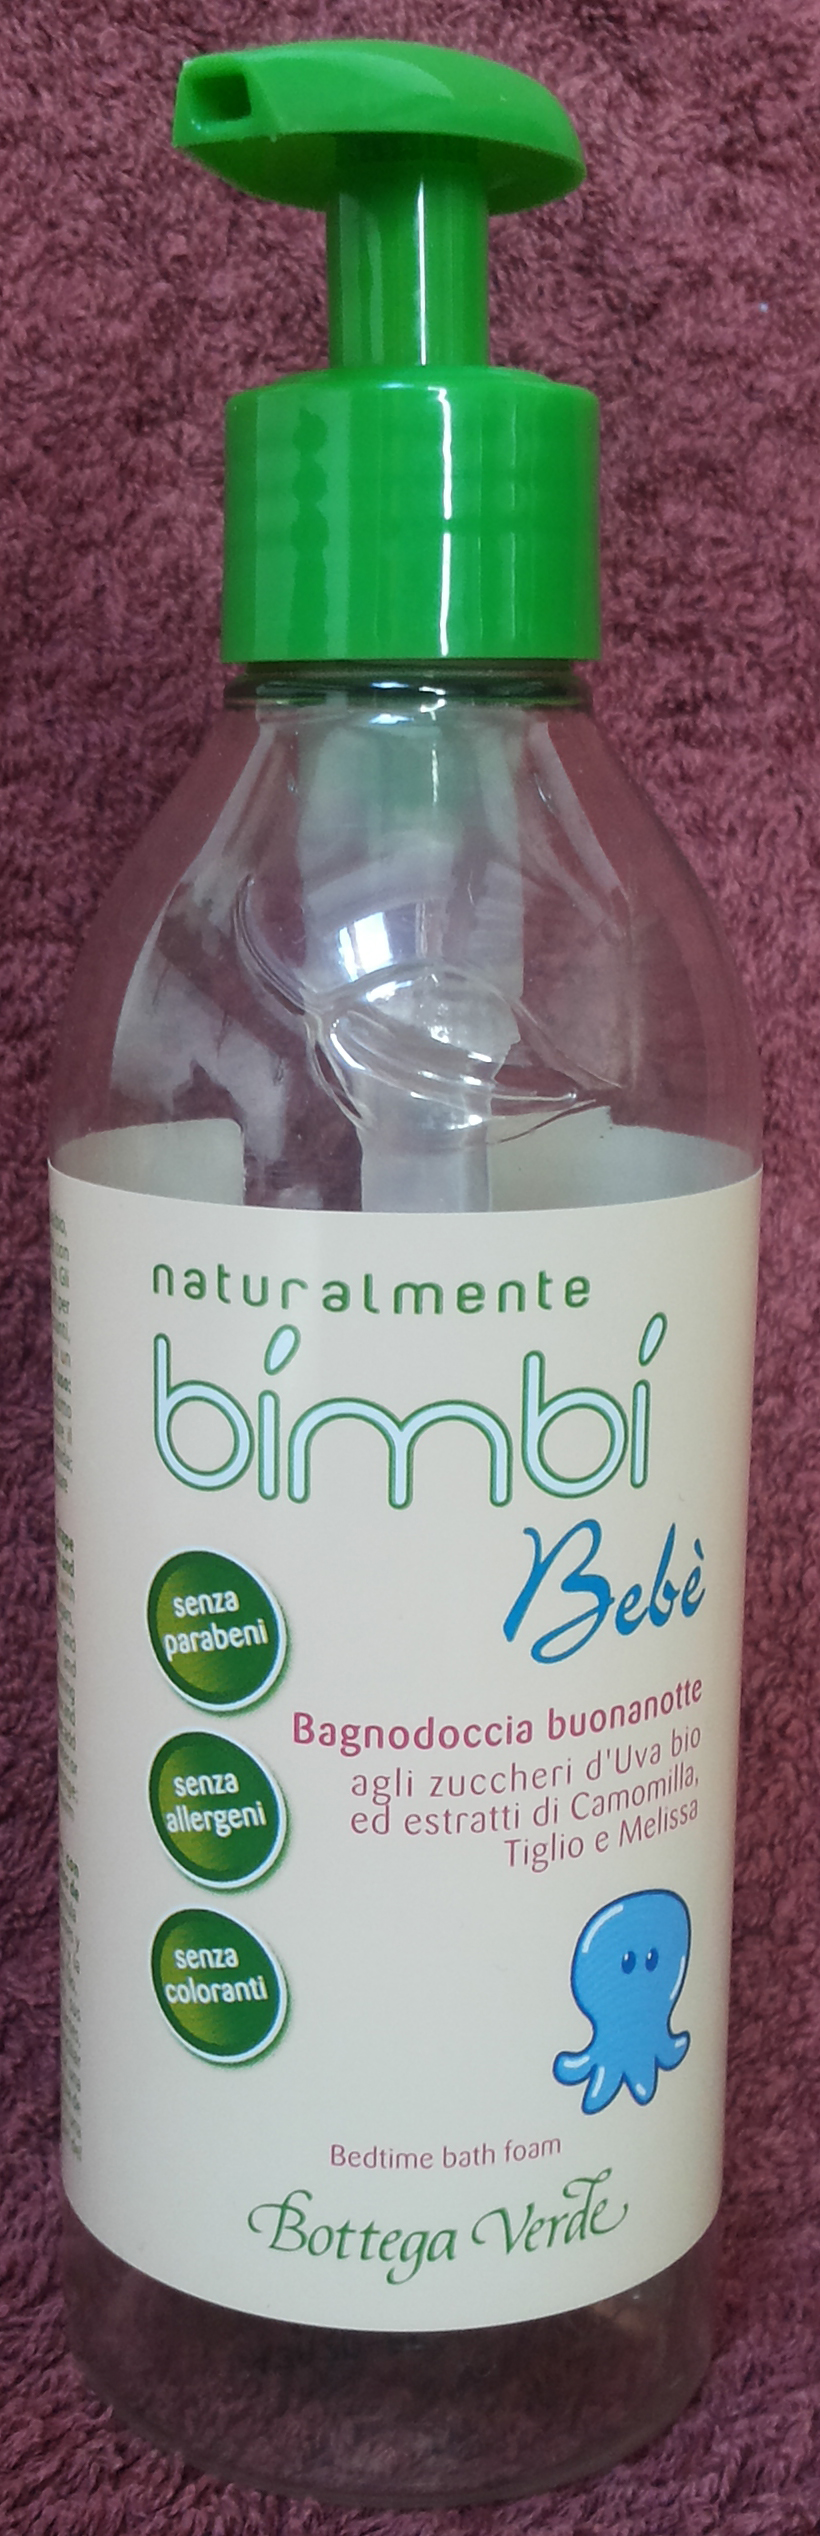 naturalmente
bimbi
Bebè
senza
parabeni
Bagnodoccia buonanotte
agli zuccheri d'Uva bio
ed estratti di Camomilla,
Tiglio e Melissa
senza
allergeni
senza
coloranti
Bedtime bath foam
Bottega Verde